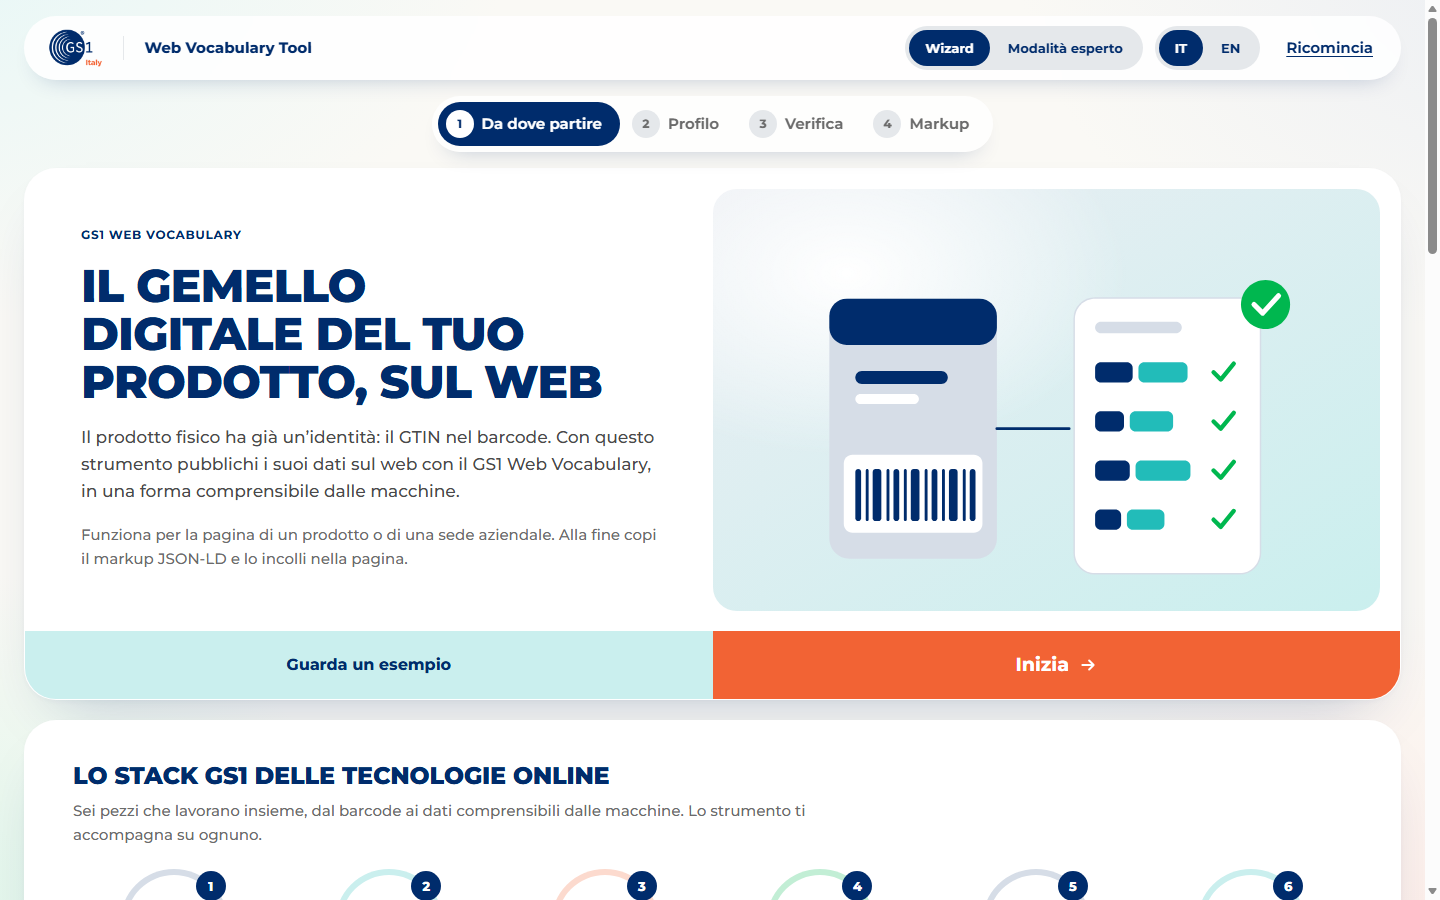 GS1
Italy
Web Vocabulary Tool
Wizard
Modalità esperto
IT
EN
Ricomincia
1
Da dove partire
2
Profilo
3
Verifica
4
Markup
GS1 WEB VOCABULARY
IL GEMELLO
DIGITALE DEL TUO
PRODOTTO, SUL WEB
Il prodotto fisico ha già un’identità: il GTIN nel barcode. Con questo
strumento pubblichi i suoi dati sul web con il GS1 Web Vocabulary,
in una forma comprensibile dalle macchine.
Funziona per la pagina di un prodotto o di una sede aziendale. Alla fine copi
il markup JSON-LD e lo incolli nella pagina.
Guarda un esempio
Inizia →
LO STACK GS1 DELLE TECNOLOGIE ONLINE
Sei pezzi che lavorano insieme, dal barcode ai dati comprensibili dalle macchine. Lo strumento ti
accompagna su ognuno.
1
2
3
4
5
6